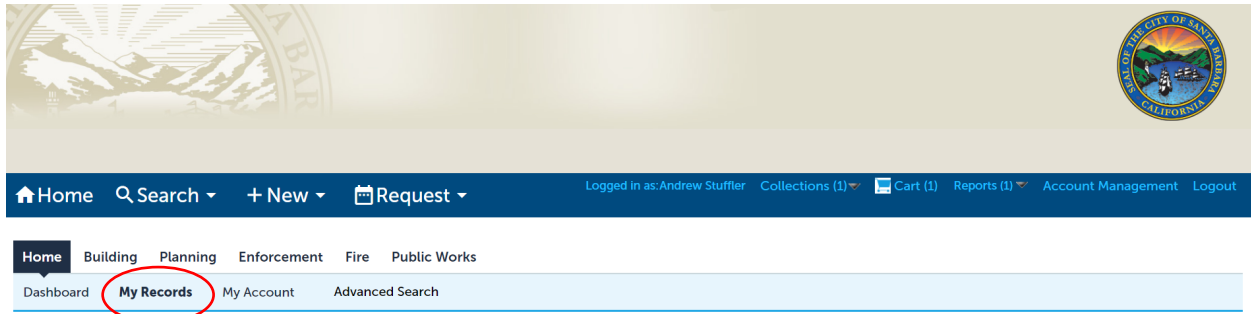 BAR
SEAL OF THE CITY OF SANTA BARBARA
CALIFORNIA
Home Search + New Request Logged in as:Andrew Stuffler Collections (1) Cart (1) Reports (1) Account Management Logout
Home Building Planning Enforcement Fire Public Works
Dashboard My Records My Account Advanced Search